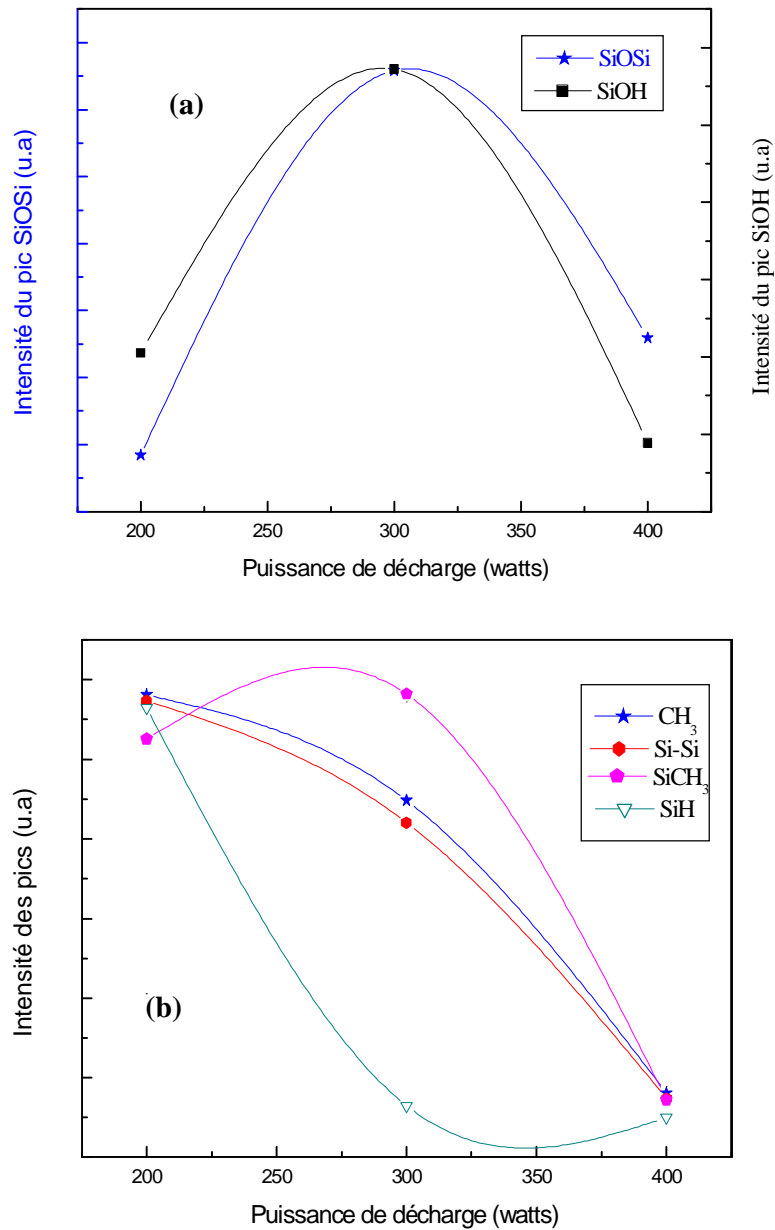 (a)
SiOSi
SiOH
Intensité du pic SiOSi (u.a)
Intensité du pic SiOH (u.a)
200
250
300
350
400
Puissance de décharge (watts)
CH3
Si-Si
SiCH3
SiH
Intensité des pics (u.a)
(b)
200
250
300
350
400
Puissance de décharge (watts)